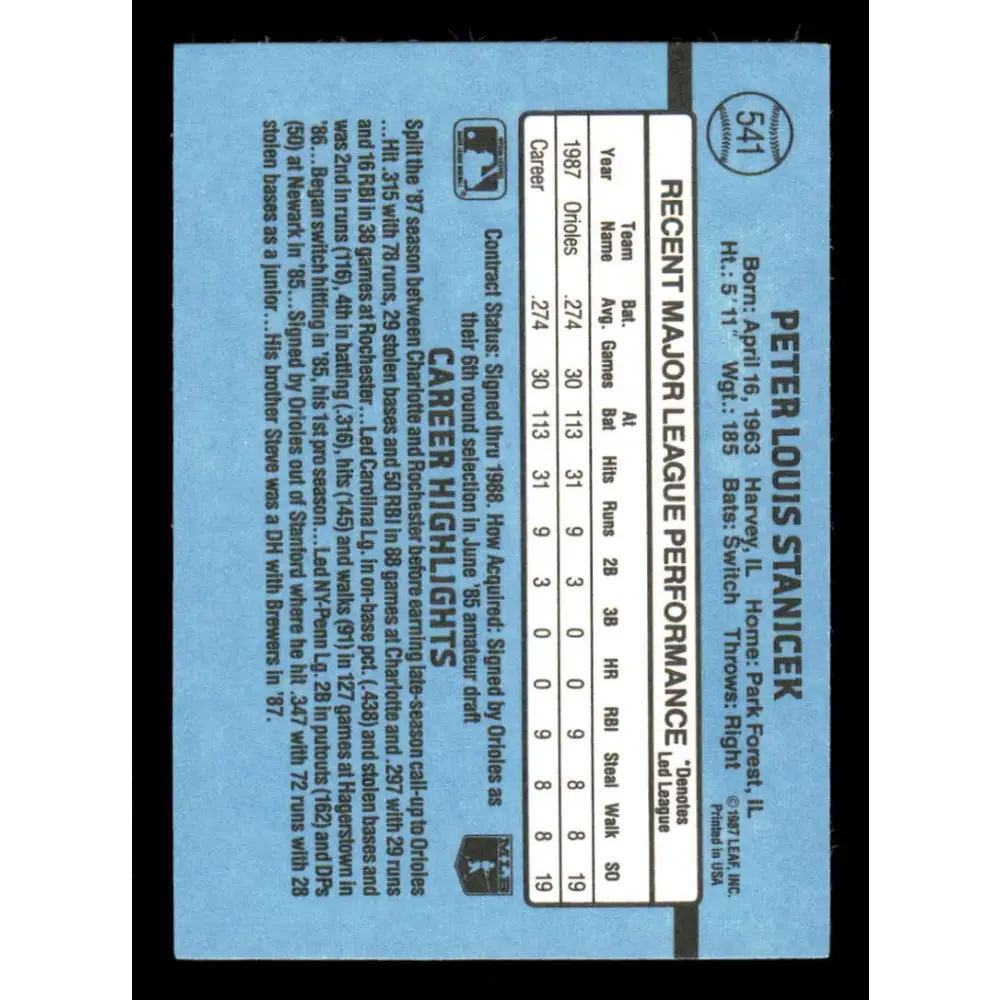 541
PETER LOUIS STANICEK
Born: April 16, 1963 Harvey, IL Home: Park Forest, IL
Ht.: 5'11" Wgt.: 185 Bats: Switch Throws: Right
©1987 LEAF, INC.
Printed in USA
RECENT MAJOR LEAGUE PERFORMANCE *Denotes
Led League
Year Team Name Bat. Avg. Games At Bat Hits Runs 2B 3B HR RBI Steal Walk SO
1987 Orioles .274 30 113 31 9 3 0 0 9 8 8 19
Career .274 30 113 31 9 3 0 0 9 8 8 19
Contract Status: Signed thru 1988. How Acquired: Signed by Orioles as
their 6th round selection in June '85 amateur draft
MLB
CAREER HIGHLIGHTS
Split the '87 season between Charlotte and Rochester before earning late-season call-up to Orioles
...Hit .315 with 78 runs, 29 stolen bases and 50 RBI in 88 games at Charlotte and .297 with 29 runs
and 16 RBI in 38 games at Rochester...Led Carolina Lg. in on-base pct. (.438) and stolen bases and
was 2nd in runs (116), 4th in batting (.316), hits (145) and walks (91) in 127 games at Hagerstown in
'86...Began switch hitting in '85, his 1st pro season...Led NY-Penn Lg. 2B in putouts (162) and DPs
(50) at Newark in '85...Signed by Orioles out of Stanford where he hit .347 with 72 runs with 28
stolen bases as a junior...His brother Steve was a DH with Brewers in '87.